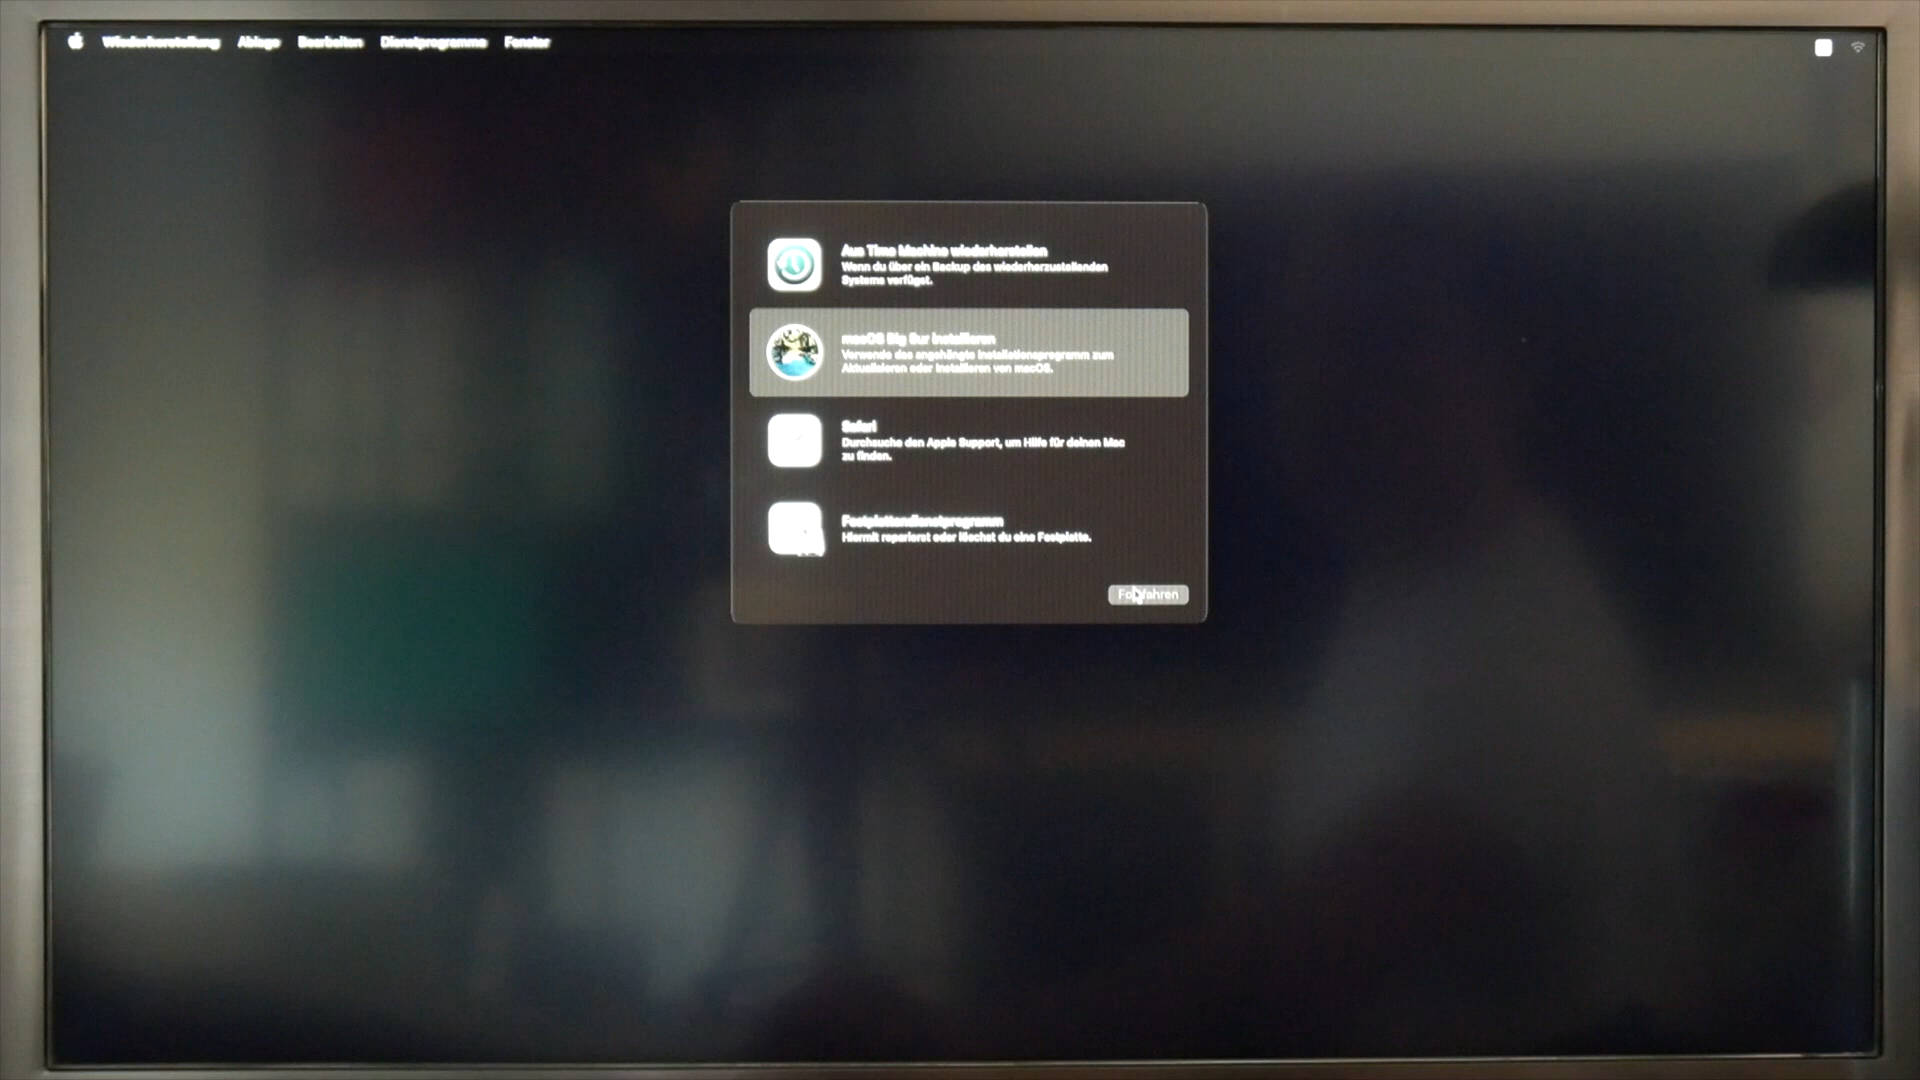 Wiederherstellung Ablage Bearbeiten Dienstprogramme Fenster
Aus Time Machine wiederherstellen
Wenn du über ein Backup des wiederherzustellenden
Systems verfügst.
macOS Big Sur Installieren
Verwende das angehängte Installationsprogramm zum
Aktualisieren oder Installieren von macOS.
Safari
Durchsuche den Apple Support, um Hilfe für deinen Mac
zu finden.
Festplattendienstprogramm
Hiermit reparierst oder löschst du eine Festplatte.
Fortfahren